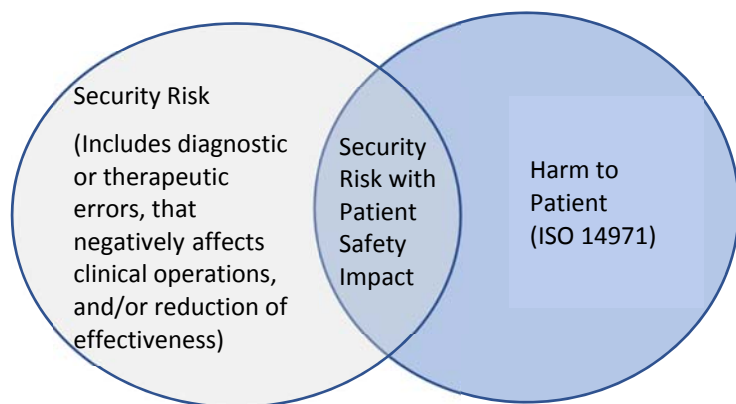 Security Risk
(Includes diagnostic
or therapeutic
errors, that
negatively affects
clinical operations,
and/or reduction of
effectiveness)
Security
Risk with
Patient
Safety
Impact
Harm to
Patient
(ISO 14971)